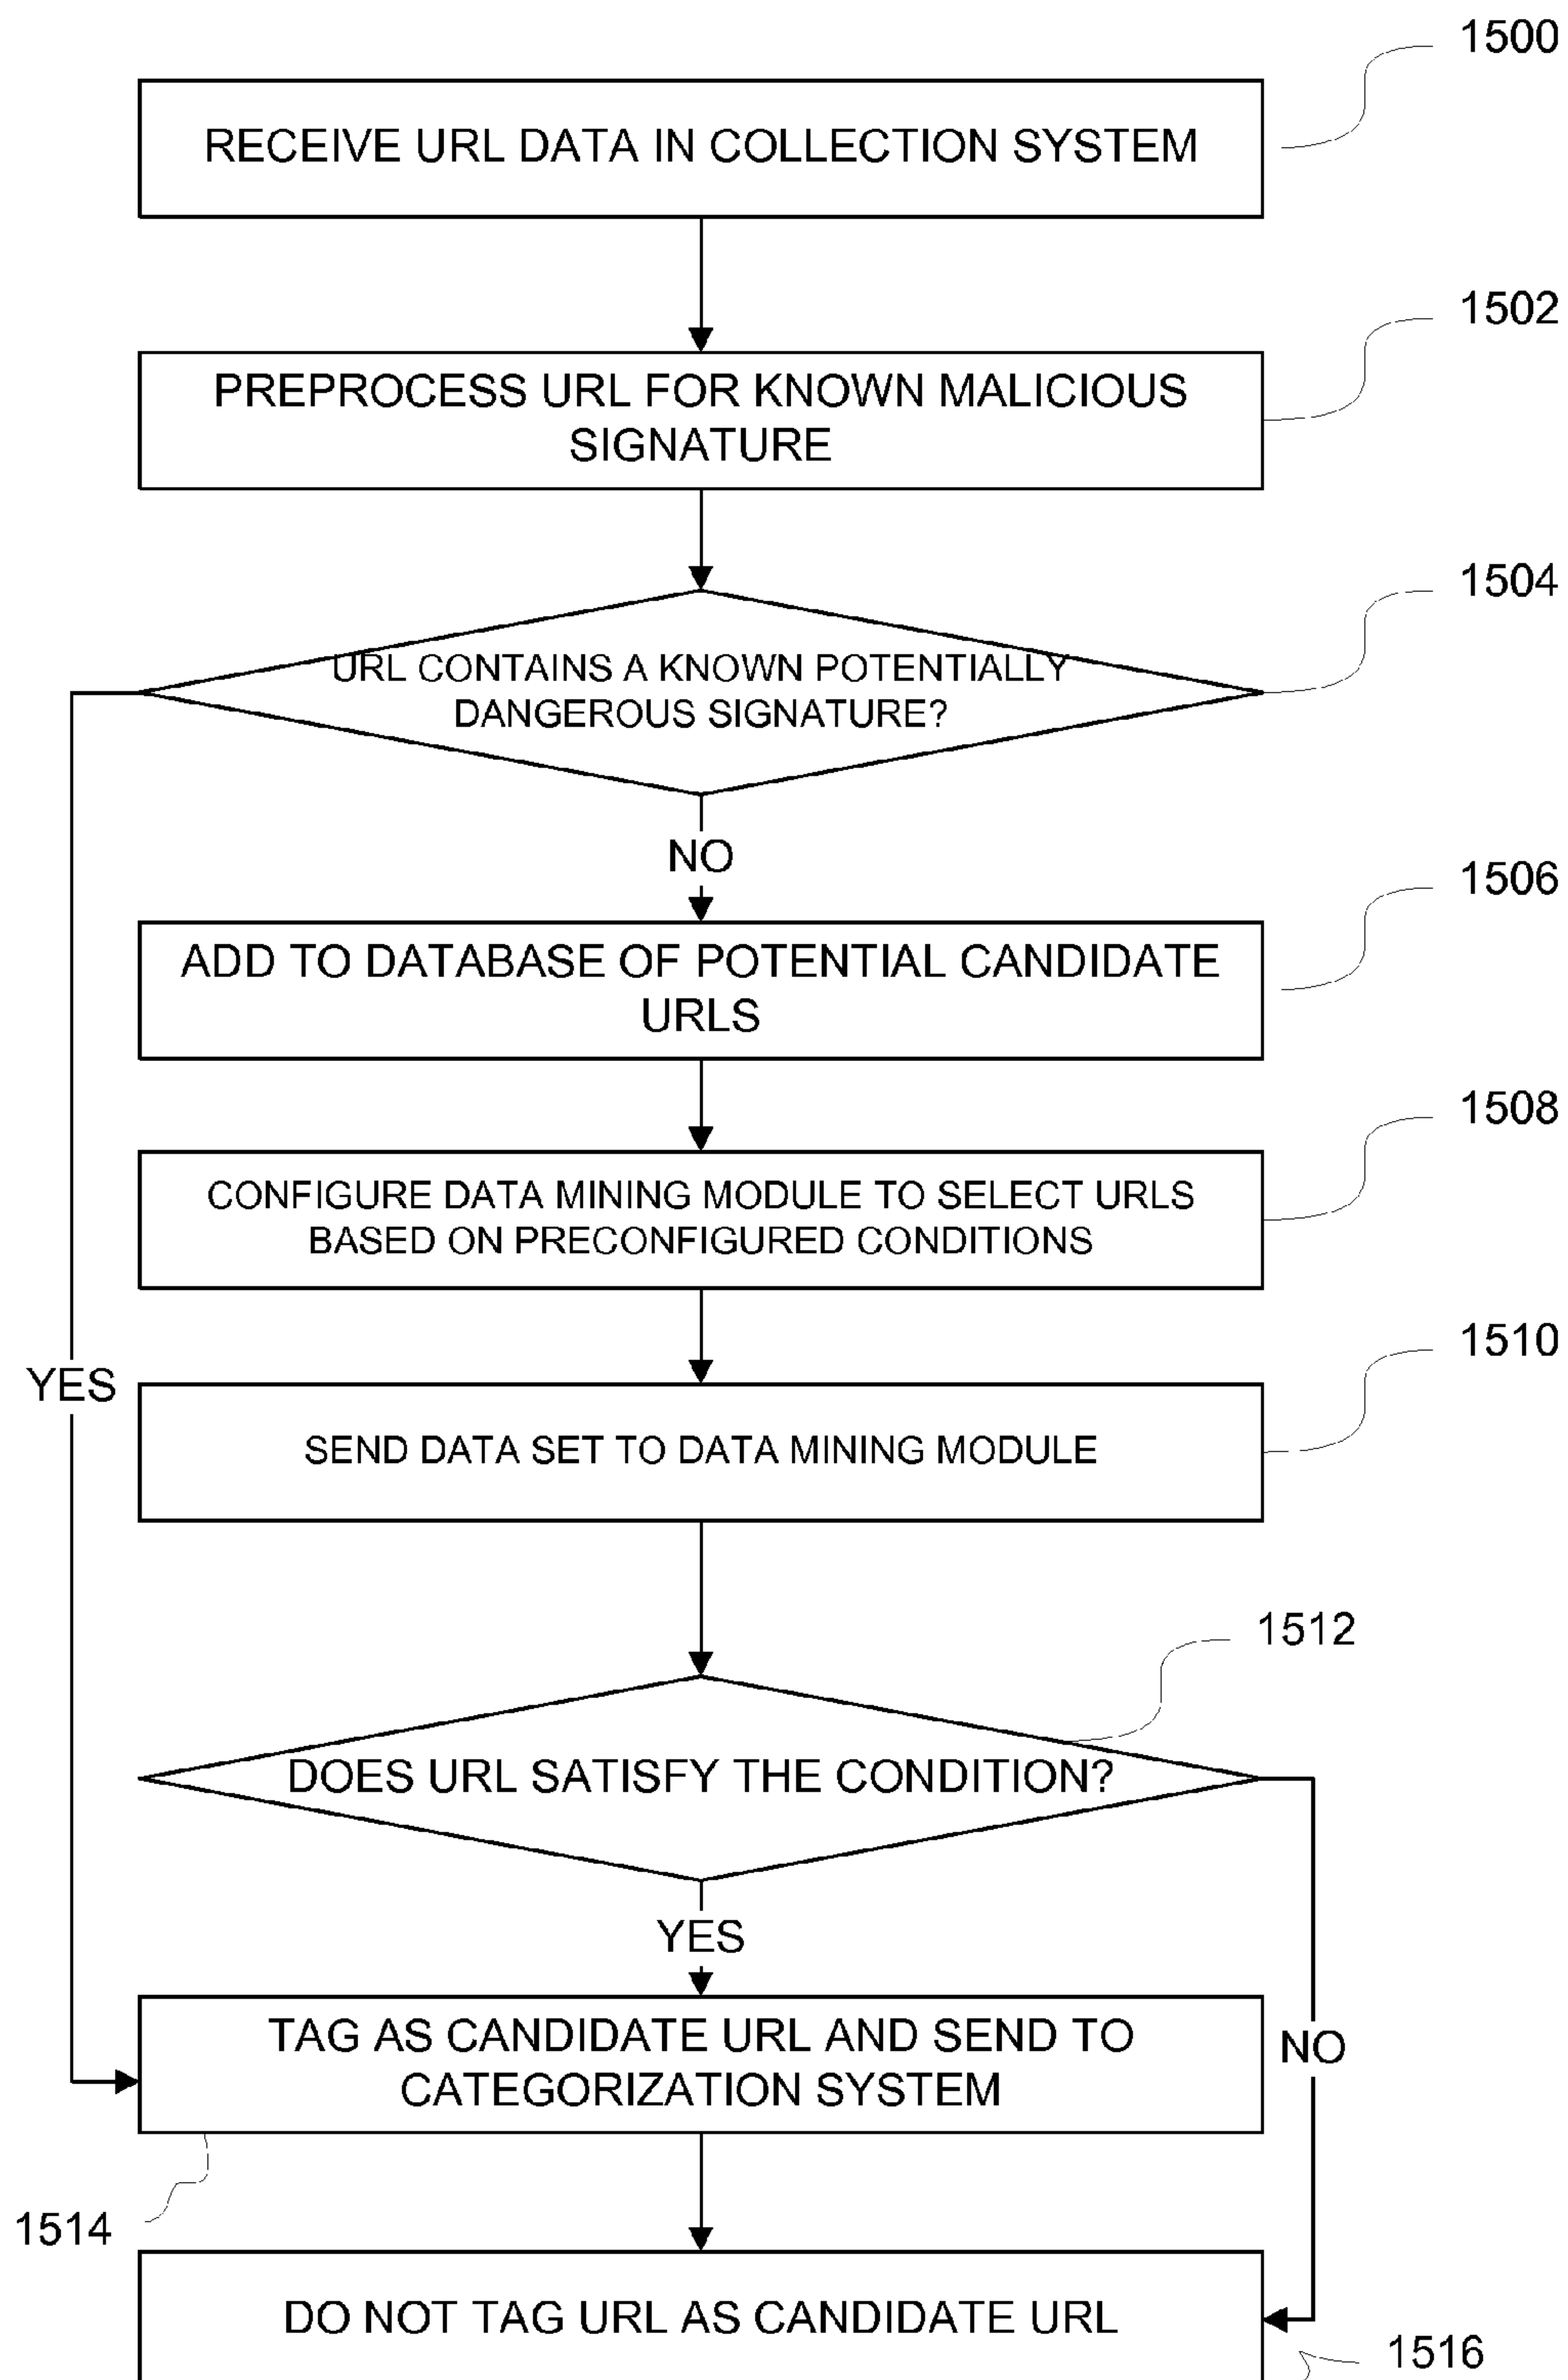 1500
RECEIVE URL DATA IN COLLECTION SYSTEM
1502
PREPROCESS URL FOR KNOWN MALICIOUS
SIGNATURE
1504
URL CONTAINS A KNOWN POTENTIALLY
DANGEROUS SIGNATURE?
NO
1506
ADD TO DATABASE OF POTENTIAL CANDIDATE
URLS
1508
CONFIGURE DATA MINING MODULE TO SELECT URLS
BASED ON PRECONFIGURED CONDITIONS
1510
YES
SEND DATA SET TO DATA MINING MODULE
1512
DOES URL SATISFY THE CONDITION?
YES
TAG AS CANDIDATE URL AND SEND TO
CATEGORIZATION SYSTEM
NO
1514
DO NOT TAG URL AS CANDIDATE URL
1516